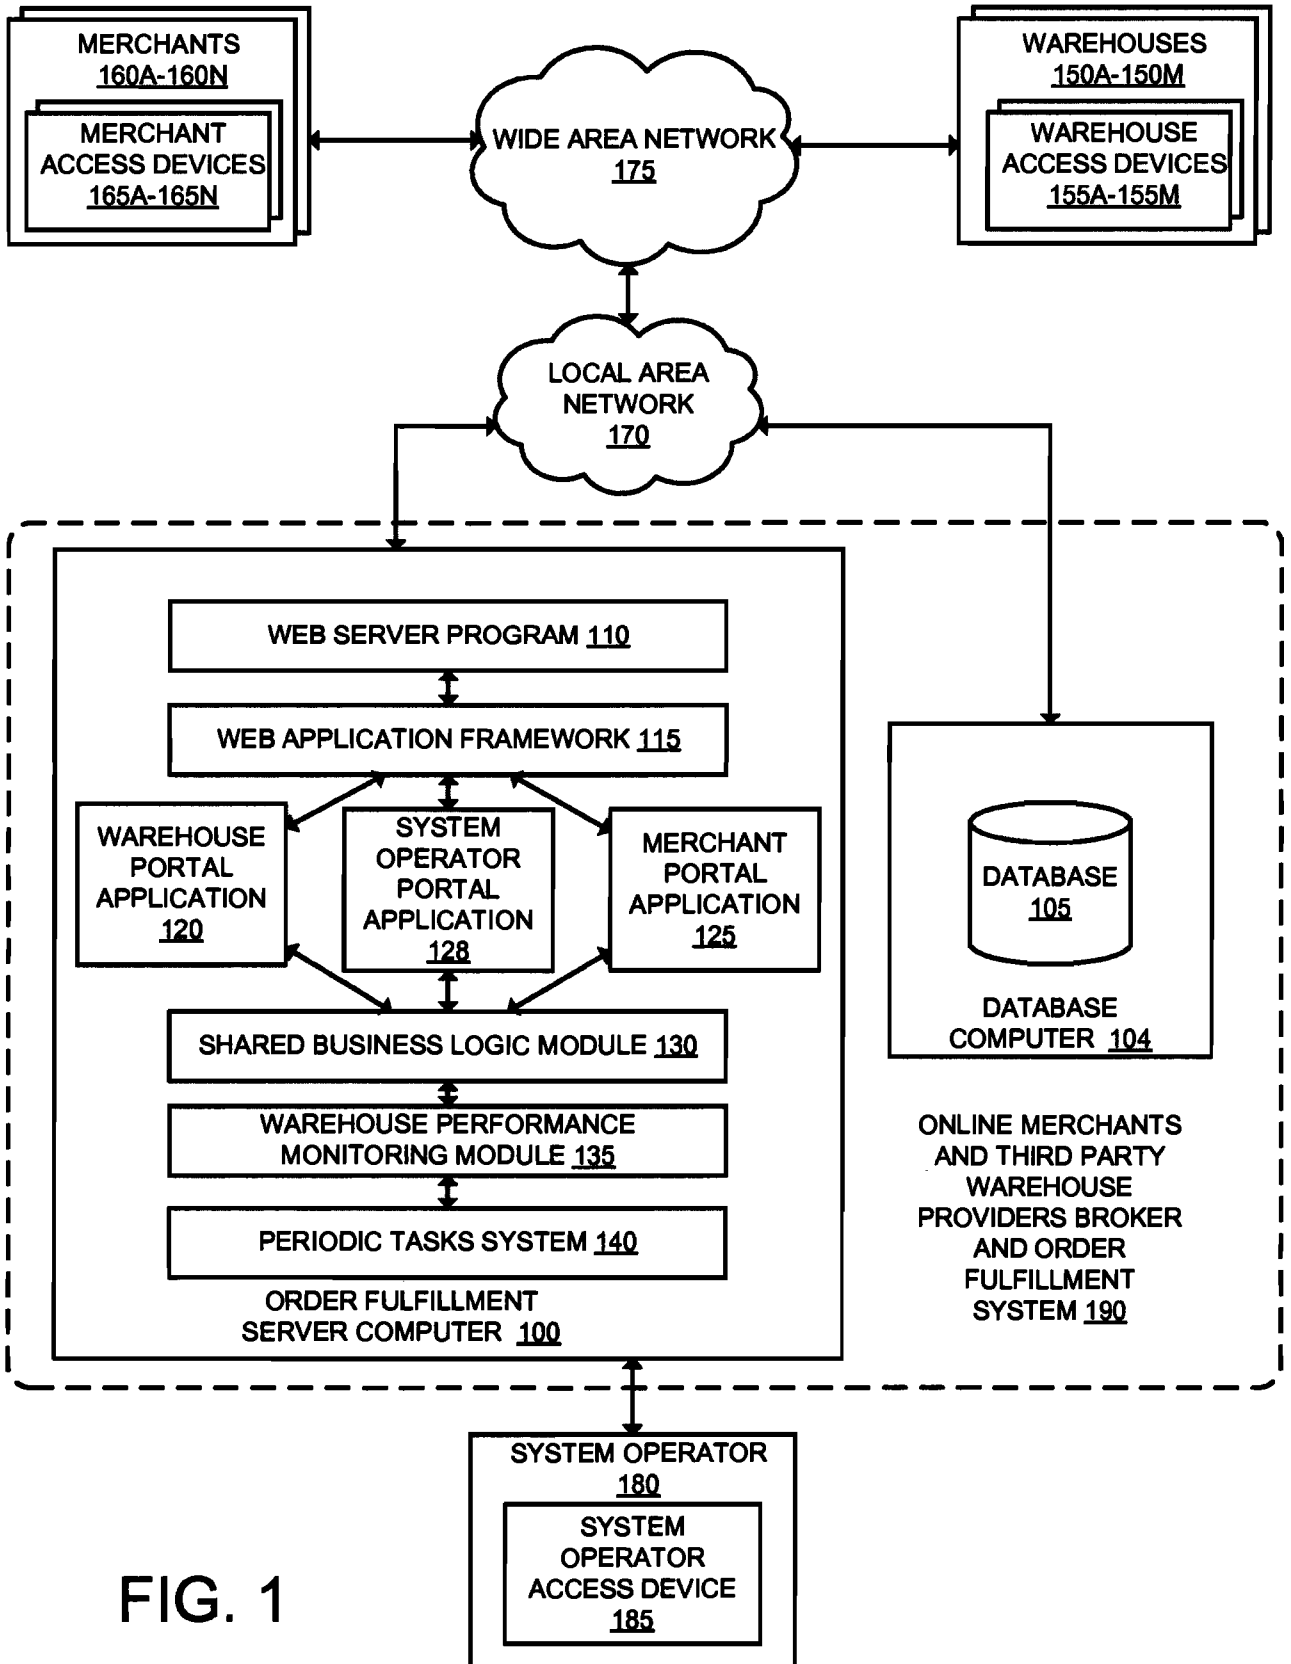 MERCHANTS
160A-160N
MERCHANT
ACCESS DEVICES
165A-165N
WIDE AREA NETWORK
175
WAREHOUSES
150A-150M
WAREHOUSE
ACCESS DEVICES
155A-155M
LOCAL AREA
NETWORK
170
WEB SERVER PROGRAM 110
WEB APPLICATION FRAMEWORK 115
WAREHOUSE
PORTAL
APPLICATION
120
SYSTEM
OPERATOR
PORTAL
APPLICATION
128
MERCHANT
PORTAL
APPLICATION
125
SHARED BUSINESS LOGIC MODULE 130
WAREHOUSE PERFORMANCE
MONITORING MODULE 135
PERIODIC TASKS SYSTEM 140
ORDER FULFILLMENT
SERVER COMPUTER 100
DATABASE
105
DATABASE
COMPUTER 104
ONLINE MERCHANTS
AND THIRD PARTY
WAREHOUSE
PROVIDERS BROKER
AND ORDER
FULFILLMENT
SYSTEM 190
SYSTEM OPERATOR
180
SYSTEM
OPERATOR
ACCESS DEVICE
185
FIG. 1